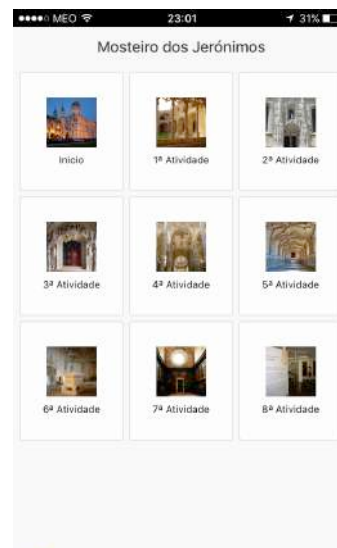 MEO 23:01 31%
Mosteiro dos Jerónimos
Inicio 1ª Atividade 2ª Atividade
3ª Atividade 4ª Atividade 5ª Atividade
6ª Atividade 7ª Atividade 8ª Atividade